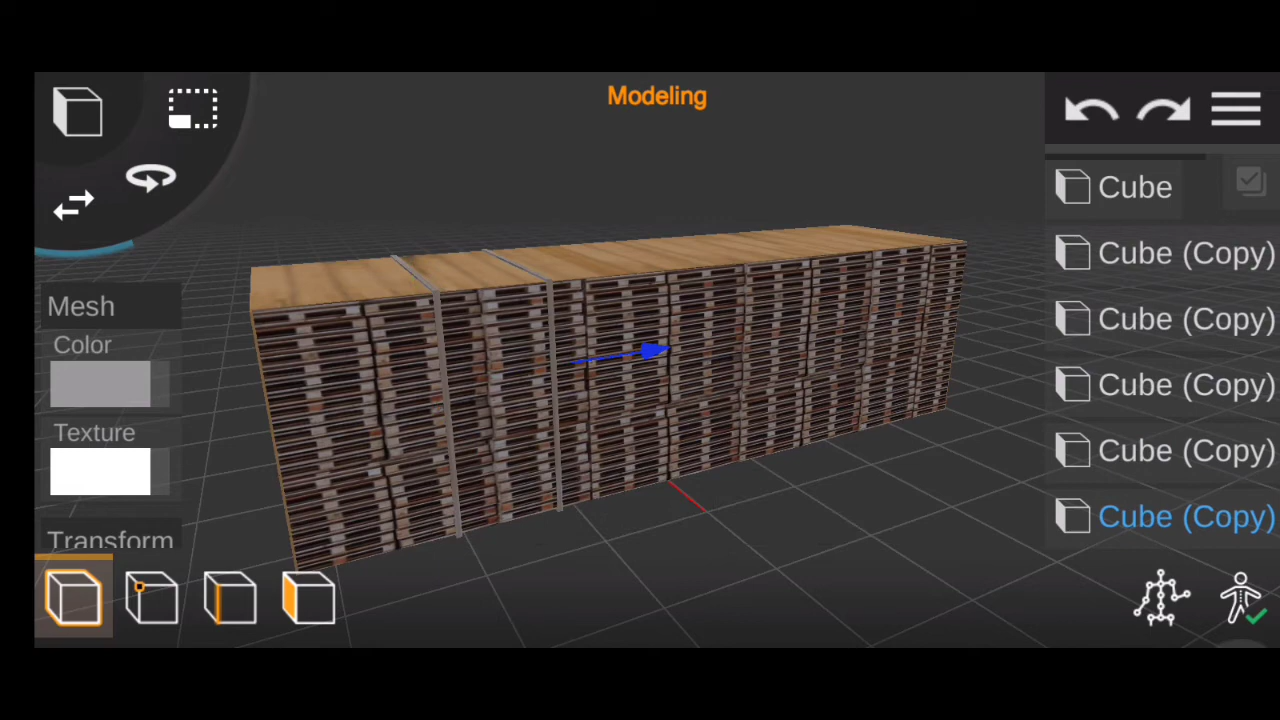 Modeling
Mesh
Color
Texture
Transform
Cube
Cube (Copy)
Cube (Copy)
Cube (Copy)
Cube (Copy)
Cube (Copy)